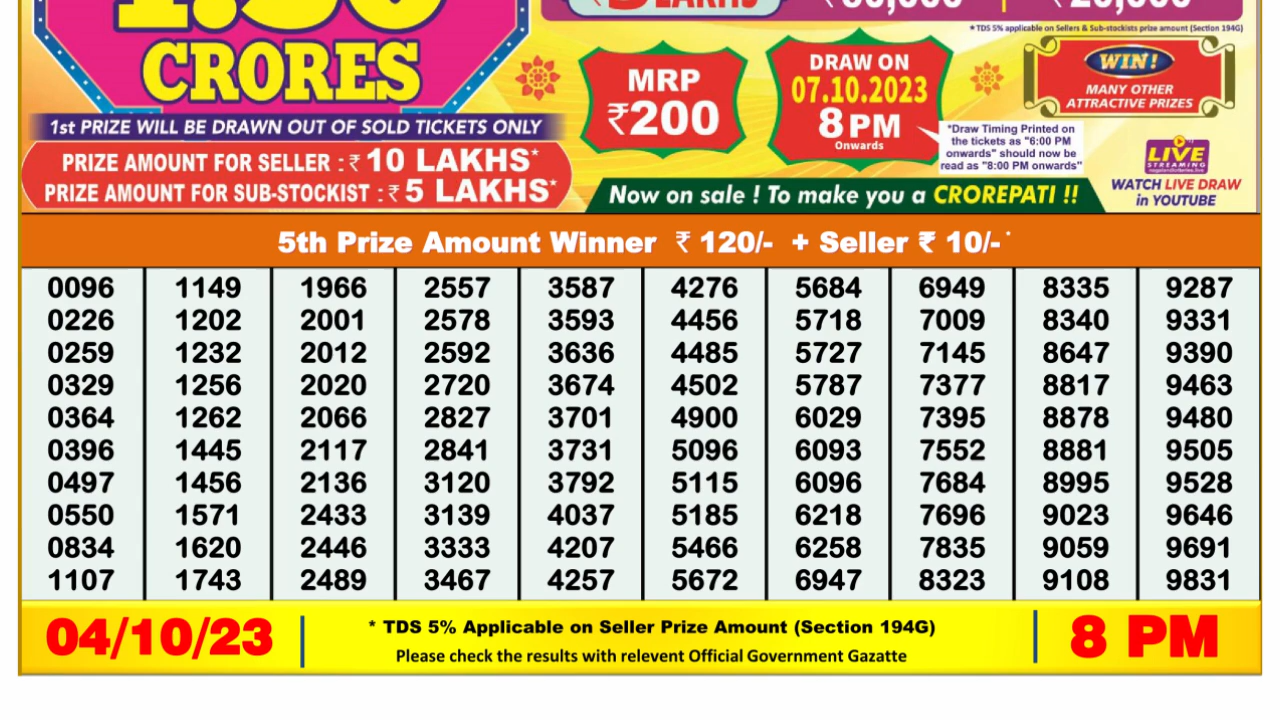 1.50
LAKHS
CRORES
* TDS 5% applicable on Sellers & Sub-stockists prize amount (Section 194G)
MRP
₹200
DRAW ON
07.10.2023
8 PM
Onwards
WIN!
MANY OTHER
ATTRACTIVE PRIZES
1st PRIZE WILL BE DRAWN OUT OF SOLD TICKETS ONLY
*Draw Timing Printed on
the tickets as "6:00 PM
onwards" should now be
read as "8:00 PM onwards"
LIVE
STREAMING
PRIZE AMOUNT FOR SELLER : ₹ 10 LAKHS*
PRIZE AMOUNT FOR SUB-STOCKIST : ₹ 5 LAKHS*
Now on sale ! To make you a CROREPATI !!
WATCH LIVE DRAW
in YOUTUBE
5th Prize Amount Winner ₹ 120/- + Seller ₹ 10/- *
0096 1149 1966 2557 3587 4276 5684 6949 8335 9287
0226 1202 2001 2578 3593 4456 5718 7009 8340 9331
0259 1232 2012 2592 3636 4485 5727 7145 8647 9390
0329 1256 2020 2720 3674 4502 5787 7377 8817 9463
0364 1262 2066 2827 3701 4900 6029 7395 8878 9480
0396 1445 2117 2841 3731 5096 6093 7552 8881 9505
0497 1456 2136 3120 3792 5115 6096 7684 8995 9528
0550 1571 2433 3139 4037 5185 6218 7696 9023 9646
0834 1620 2446 3333 4207 5466 6258 7835 9059 9691
1107 1743 2489 3467 4257 5672 6947 8323 9108 9831
04/10/23
* TDS 5% Applicable on Seller Prize Amount (Section 194G)
Please check the results with relevent Official Government Gazatte
8 PM